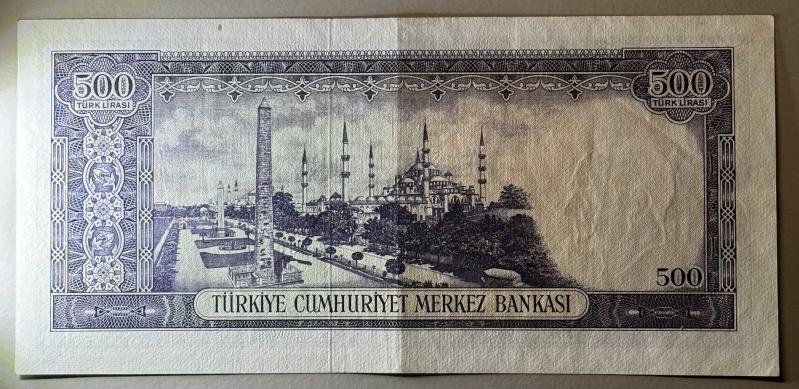 500
TÜRK LİRASI
500
TÜRK LİRASI
500
TÜRKİYE CUMHURİYET MERKEZ BANKASI